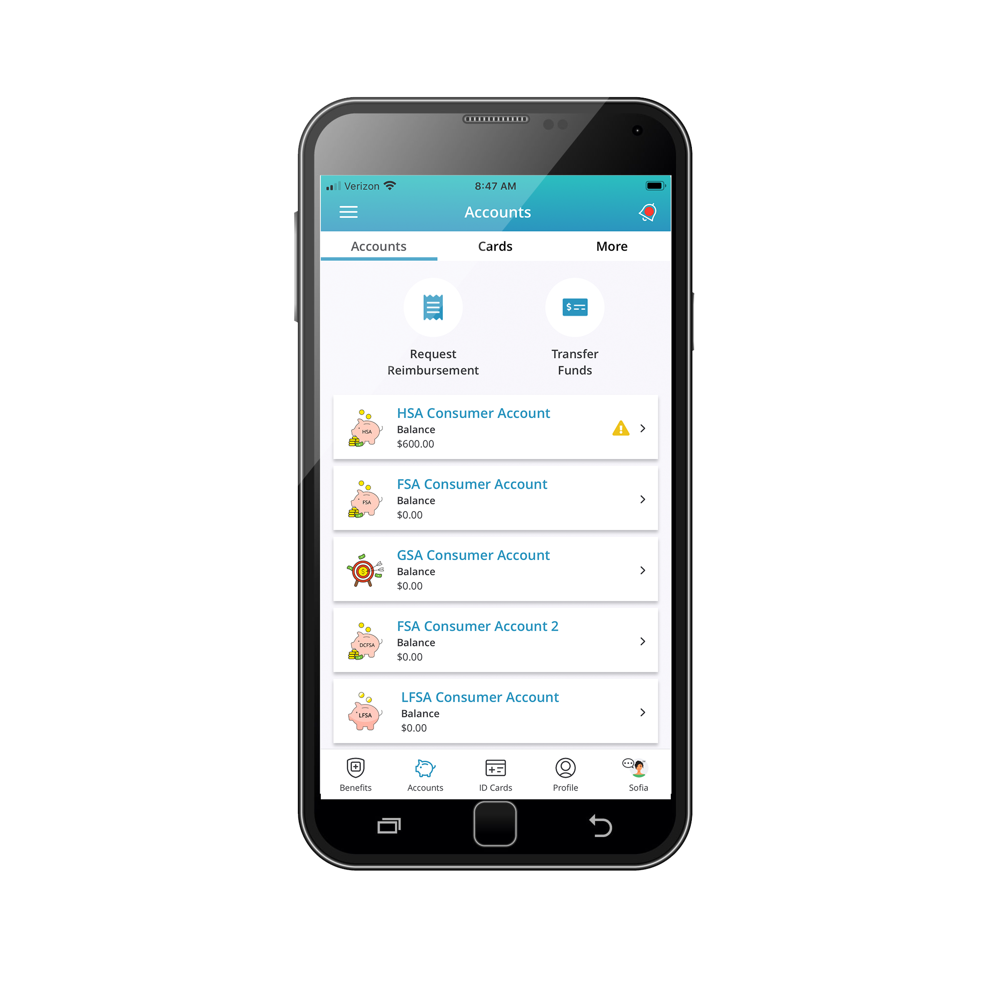 Verizon 8:47 AM
Accounts
Accounts Cards More
Request Transfer
Reimbursement Funds
HSA Consumer Account
HSA
Balance
$600.00
FSA Consumer Account
FSA
Balance
$0.00
GSA Consumer Account
Balance
$
$0.00
FSA Consumer Account 2
DCFSA
Balance
$0.00
LFSA Consumer Account
LFSA
Balance
$0.00
Benefits Accounts ID Cards Profile Sofia